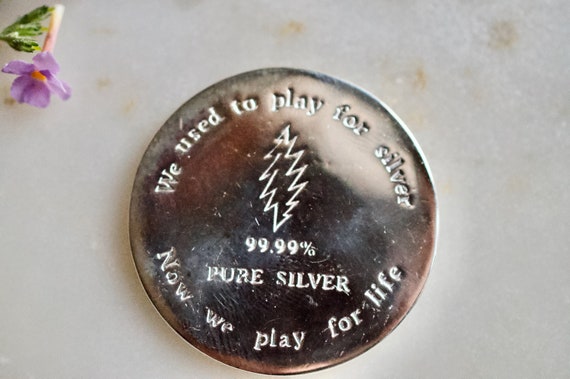 We used to play for silver
99.99%
PURE SILVER
Now we play for life